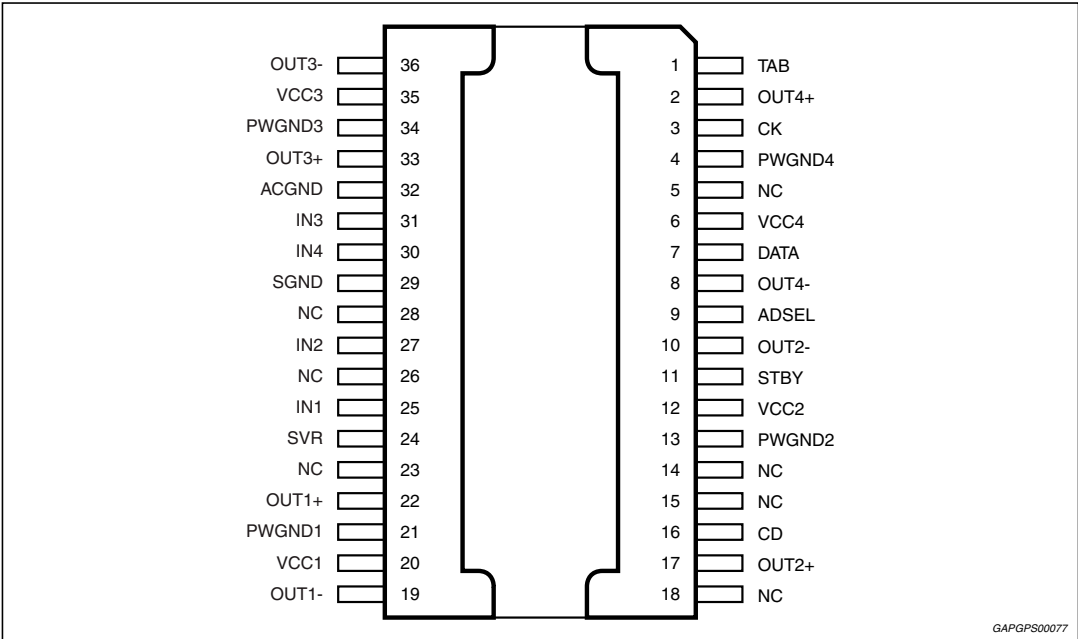 OUT3- 36 1 TAB
VCC3 35 2 OUT4+
PWGND3 34 3 CK
OUT3+ 33 4 PWGND4
ACGND 32 5 NC
IN3 31 6 VCC4
IN4 30 7 DATA
SGND 29 8 OUT4-
NC 28 9 ADSEL
IN2 27 10 OUT2-
NC 26 11 STBY
IN1 25 12 VCC2
SVR 24 13 PWGND2
NC 23 14 NC
OUT1+ 22 15 NC
PWGND1 21 16 CD
VCC1 20 17 OUT2+
OUT1- 19 18 NC
GAPGPS00077